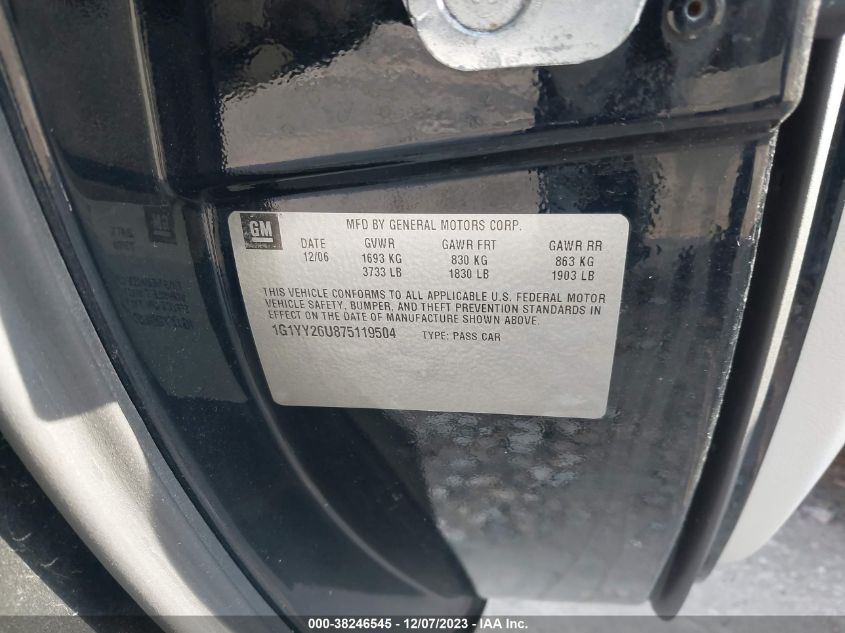 GM
MFD BY GENERAL MOTORS CORP.
DATE GVWR GAWR FRT GAWR RR
12/06 1693 KG 830 KG 863 KG
3733 LB 1830 LB 1903 LB
THIS VEHICLE CONFORMS TO ALL APPLICABLE U.S. FEDERAL MOTOR
VEHICLE SAFETY, BUMPER, AND THEFT PREVENTION STANDARDS IN
EFFECT ON THE DATE OF MANUFACTURE SHOWN ABOVE.
1G1YY26U875119504 TYPE: PASS CAR
000-38246545 - 12/07/2023 - IAA Inc.